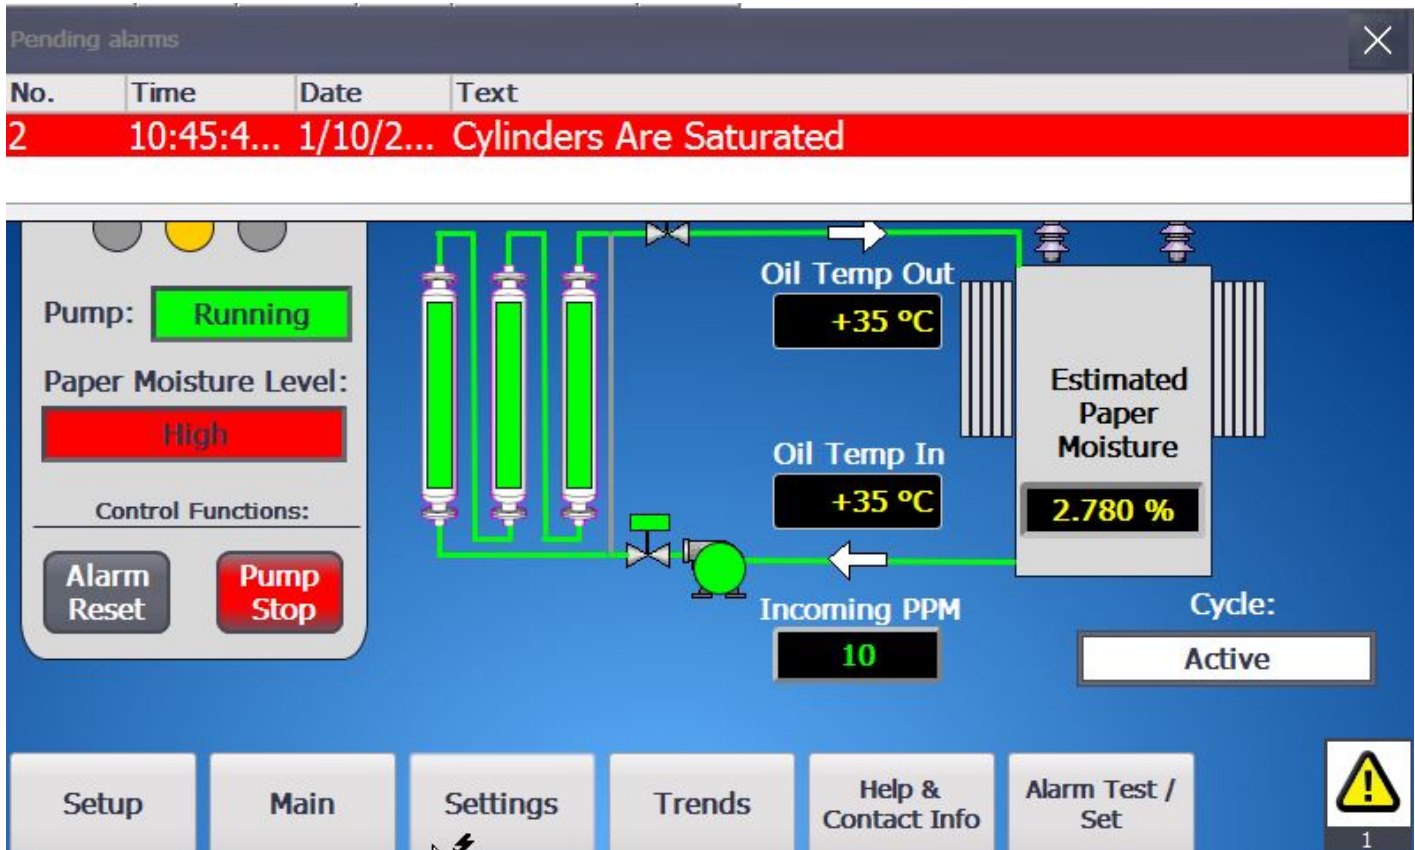 Pending alarms
No. Time Date Text
2 10:45:4... 1/10/2... Cylinders Are Saturated
Pump: Running
Paper Moisture Level:
High
Control Functions:
Alarm
Reset
Pump
Stop
Oil Temp Out
+35 ºC
Oil Temp In
+35 ºC
Incoming PPM
10
Estimated
Paper
Moisture
2.780 %
Cycle:
Active
Setup
Main
Settings
Trends
Help &
Contact Info
Alarm Test /
Set
1